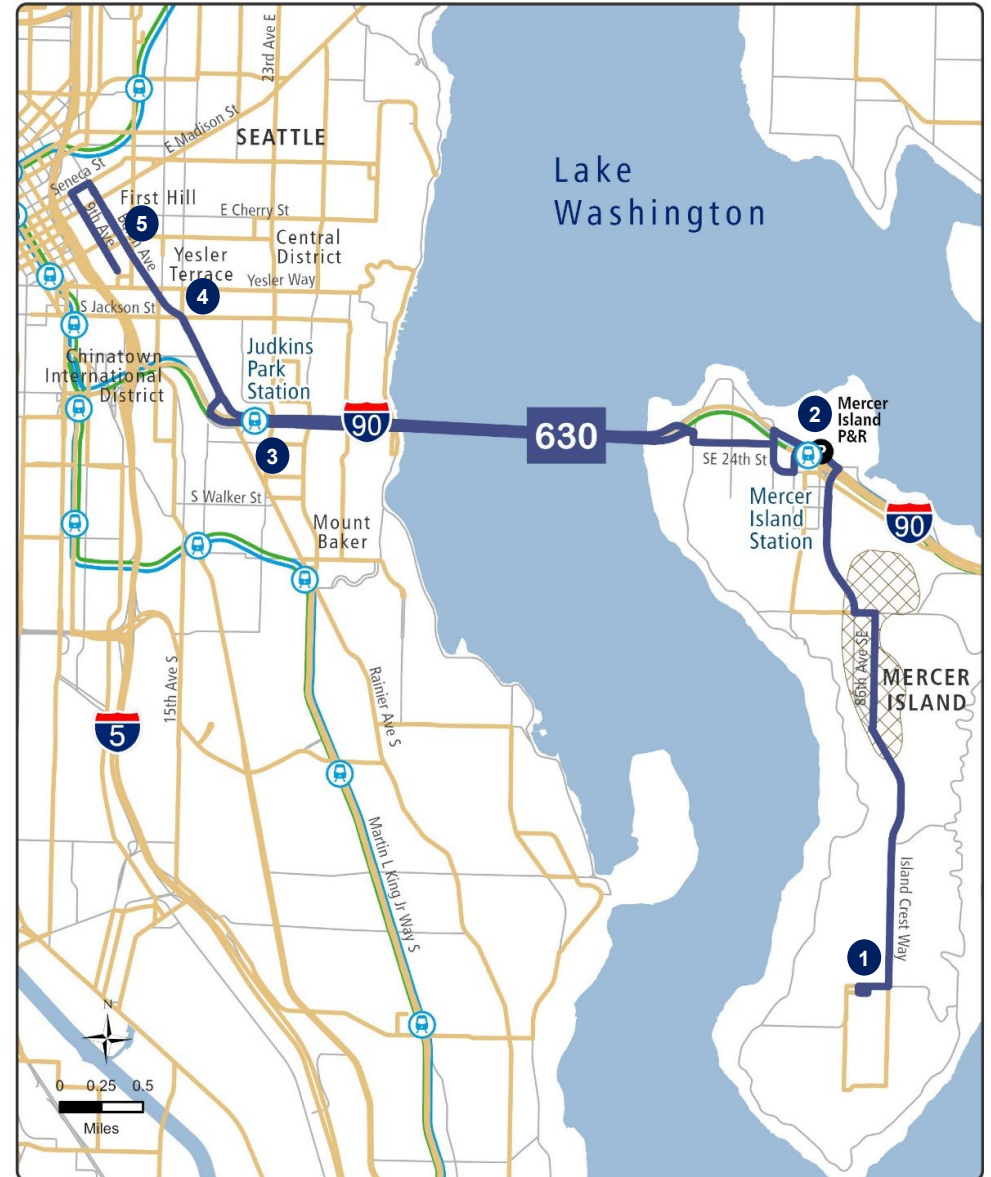 23rd Ave E
E Madison St
SEATTLE
Seneca St
First Hill
9th Ave
5
Ave
E Cherry St
Central
District
Yesler
Terrace
Yesler Way
4
S Jackson St
Chinatown
International
District
Judkins
Park
Station
3
90
S Walker St
Mount
Baker
15th Ave S
5
Rainier Ave S
Martin L King Jr Way S
Lake
Washington
630
2
Mercer
Island
P&R
SE 24th St
Mercer
Island
Station
90
86th Ave SE
MERCER
ISLAND
Island Crest Way
1
N
0 0.25 0.5
Miles